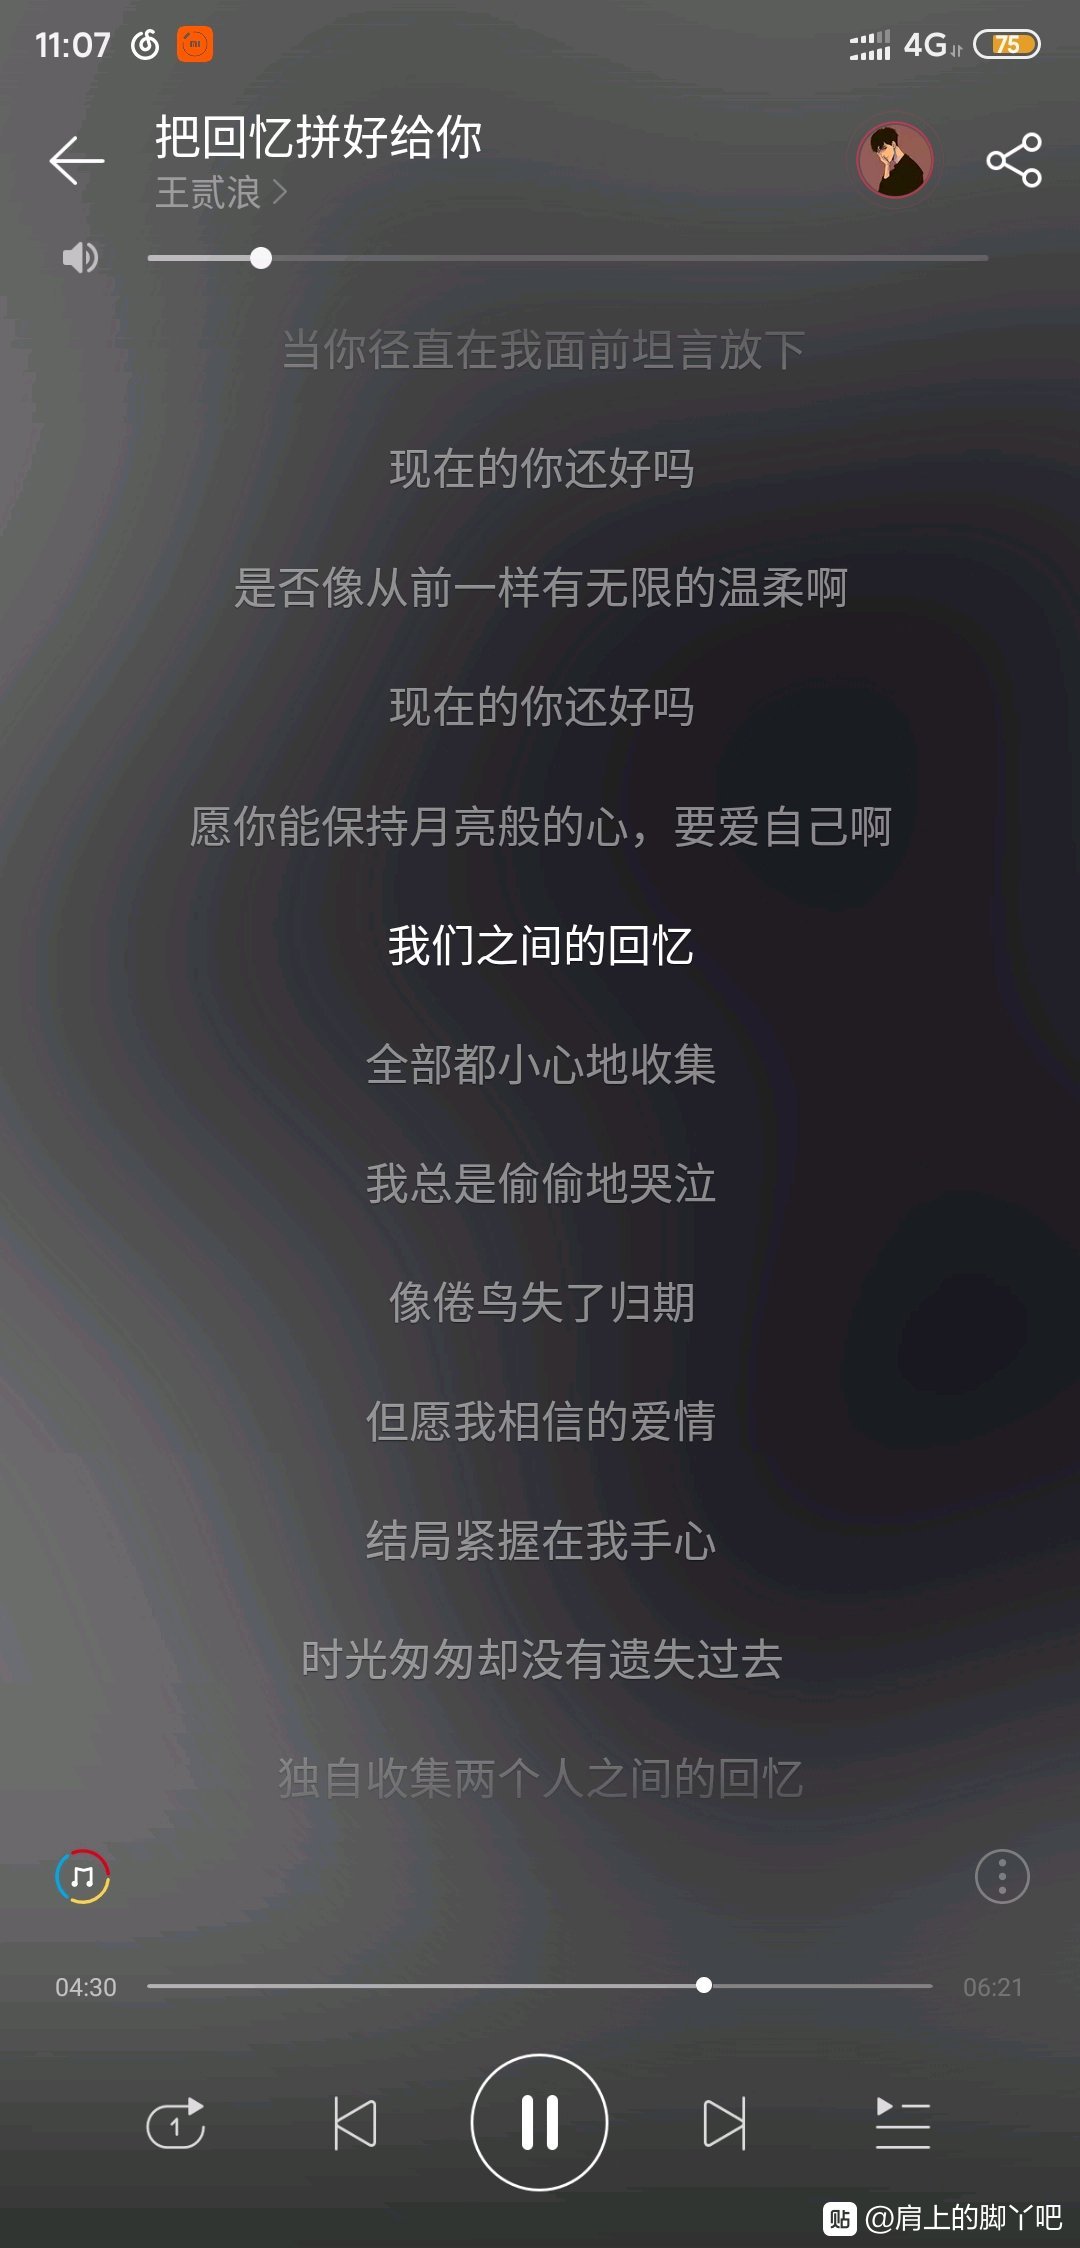 11:07 4G 75
把回忆拼好给你
王贰浪
当你径直在我面前坦言放下
现在的你还好吗
是否像从前一样有无限的温柔啊
现在的你还好吗
愿你能保持月亮般的心，要爱自己啊
我们之间的回忆
全部都小心地收集
我总是偷偷地哭泣
像倦鸟失了归期
但愿我相信的爱情
结局紧握在我手心
时光匆匆却没有遗失过去
独自收集两个人之间的回忆
04:30 06:21
1
贴 @肩上的脚丫吧